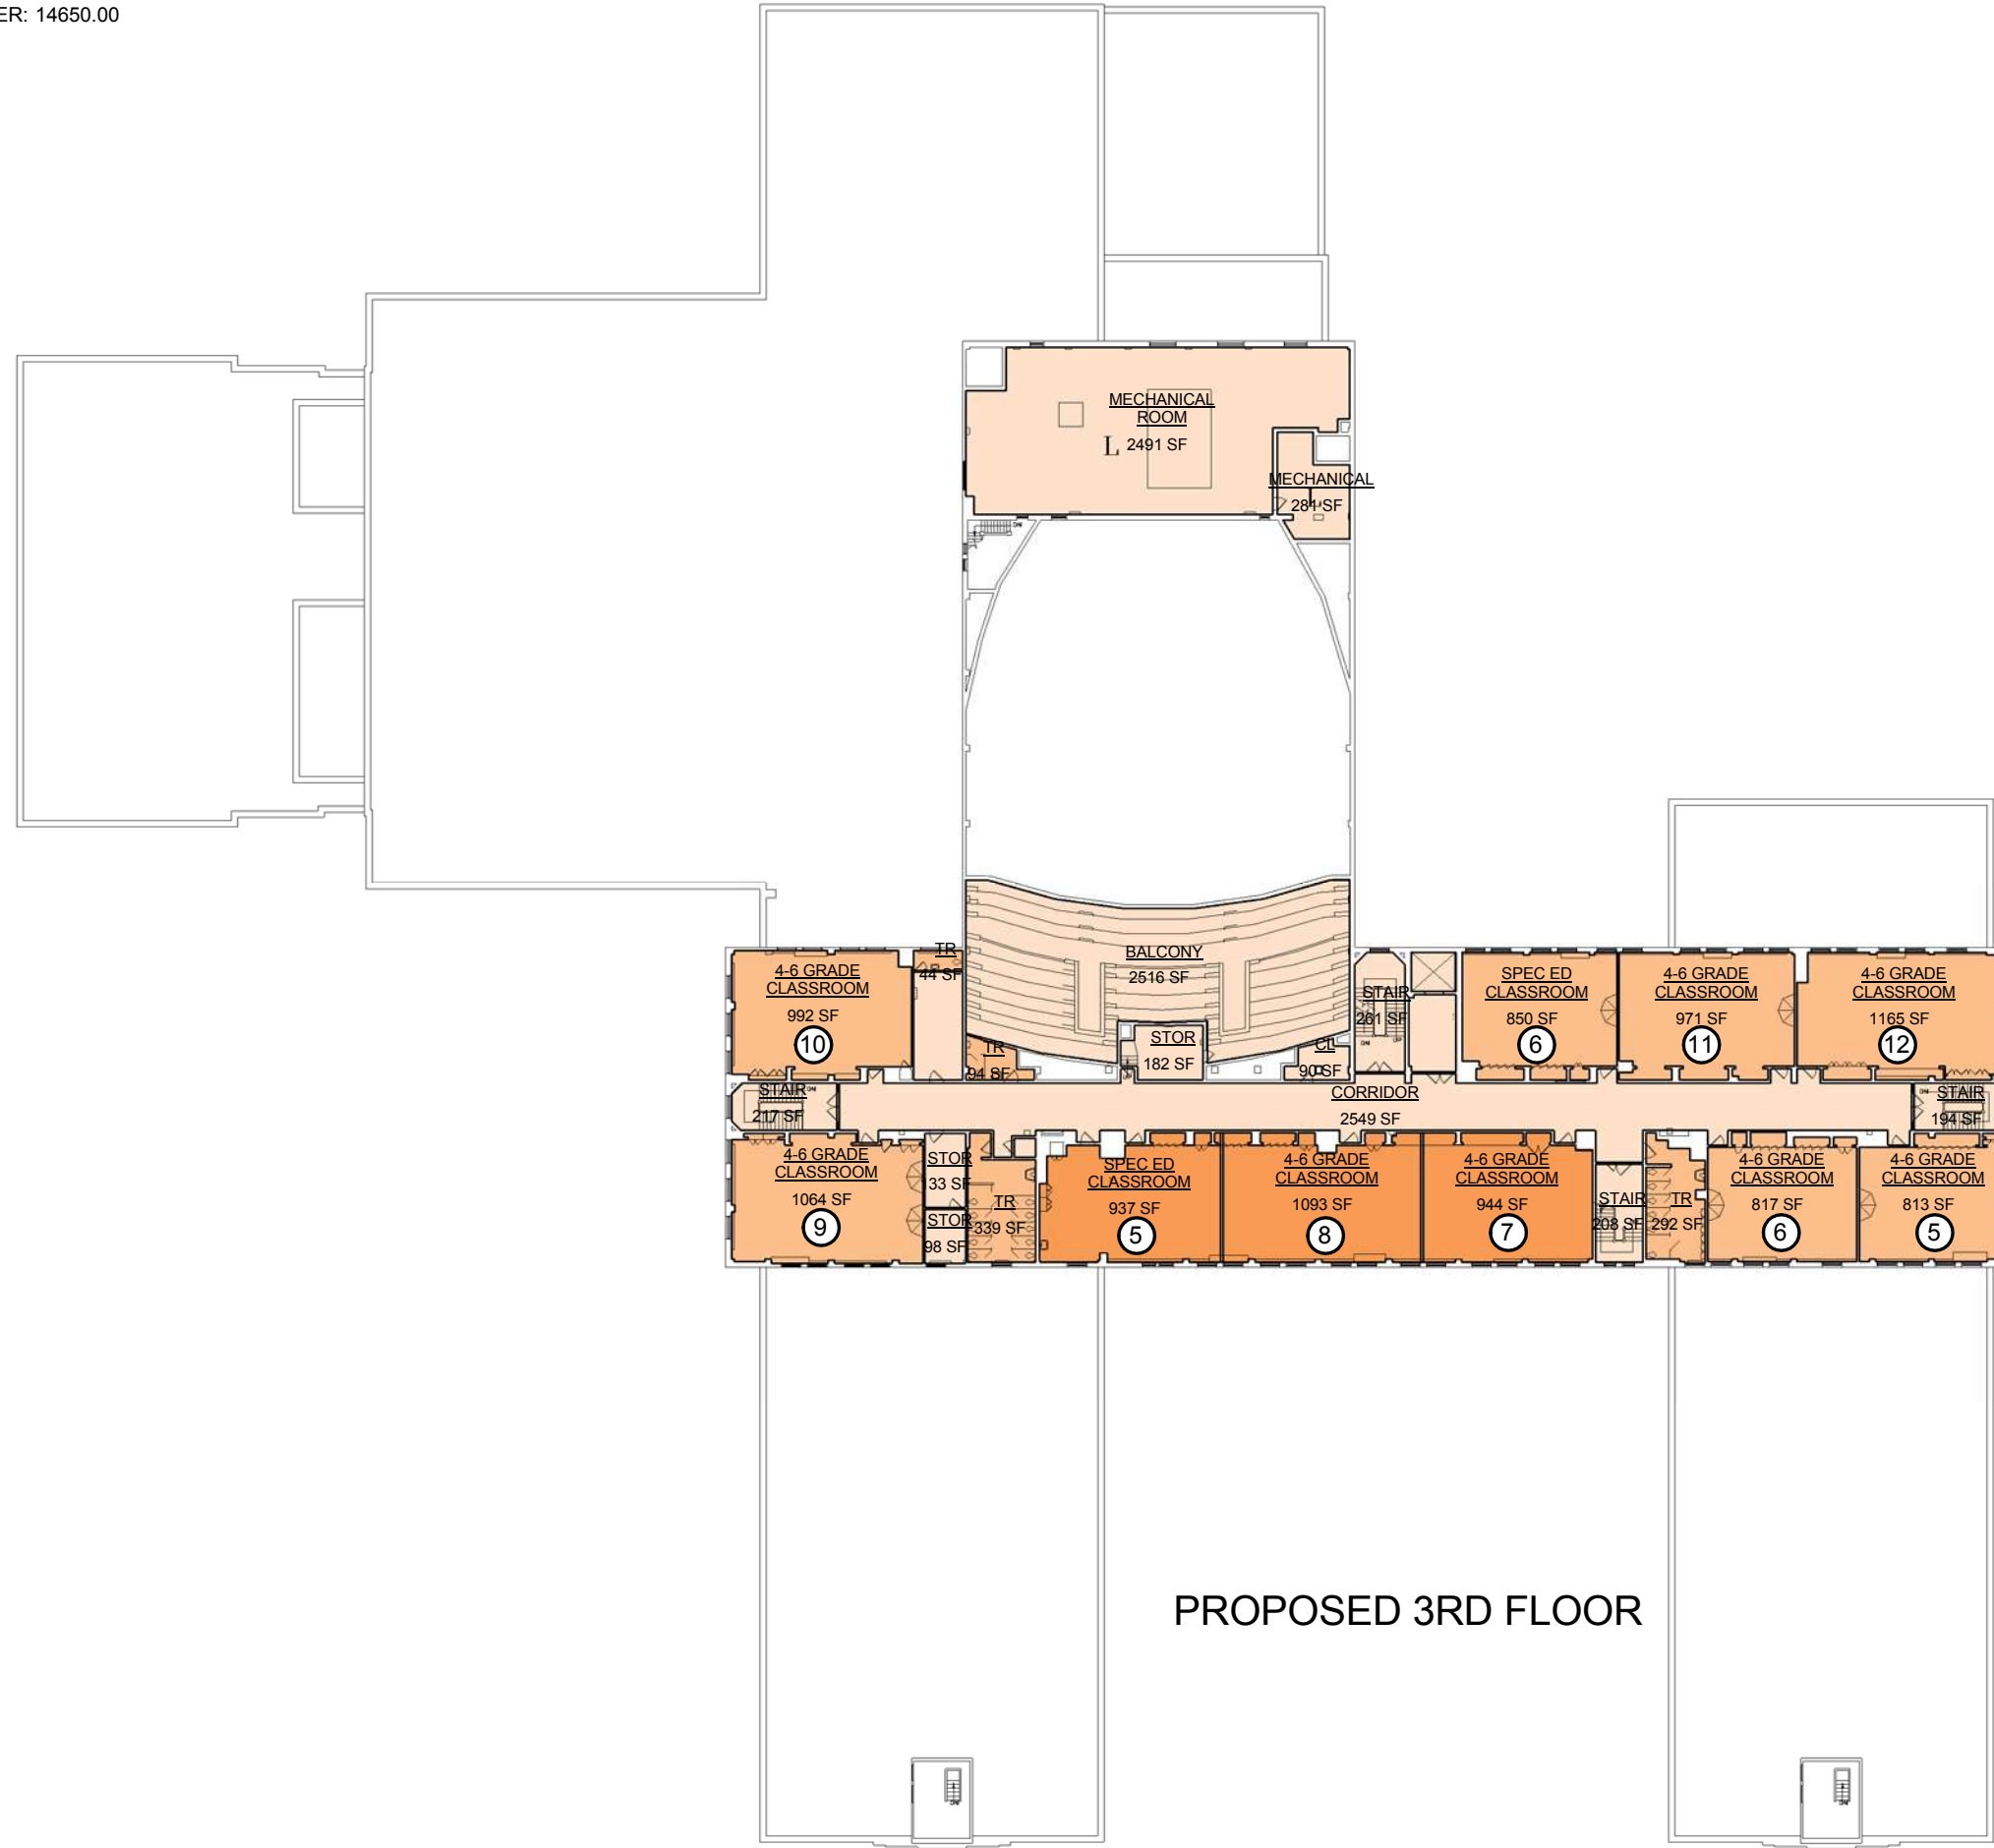 ER: 14650.00
MECHANICAL
ROOM
L 2491 SF
MECHANICAL
281 SF
DN
BALCONY
2516 SF
STOR
182 SF
TR
44 SF
TR
94 SF
CL
90 SF
STAIR
261 SF
4-6 GRADE
CLASSROOM
992 SF
10
SPEC ED
CLASSROOM
850 SF
6
4-6 GRADE
CLASSROOM
971 SF
11
4-6 GRADE
CLASSROOM
1165 SF
12
STAIR
217 SF
CORRIDOR
2549 SF
STAIR
194 SF
4-6 GRADE
CLASSROOM
1064 SF
9
STOR
33 SF
STOR
98 SF
TR
339 SF
SPEC ED
CLASSROOM
937 SF
5
4-6 GRADE
CLASSROOM
1093 SF
8
4-6 GRADE
CLASSROOM
944 SF
7
STAIR
208 SF
TR
292 SF
4-6 GRADE
CLASSROOM
817 SF
6
4-6 GRADE
CLASSROOM
813 SF
5
PROPOSED 3RD FLOOR